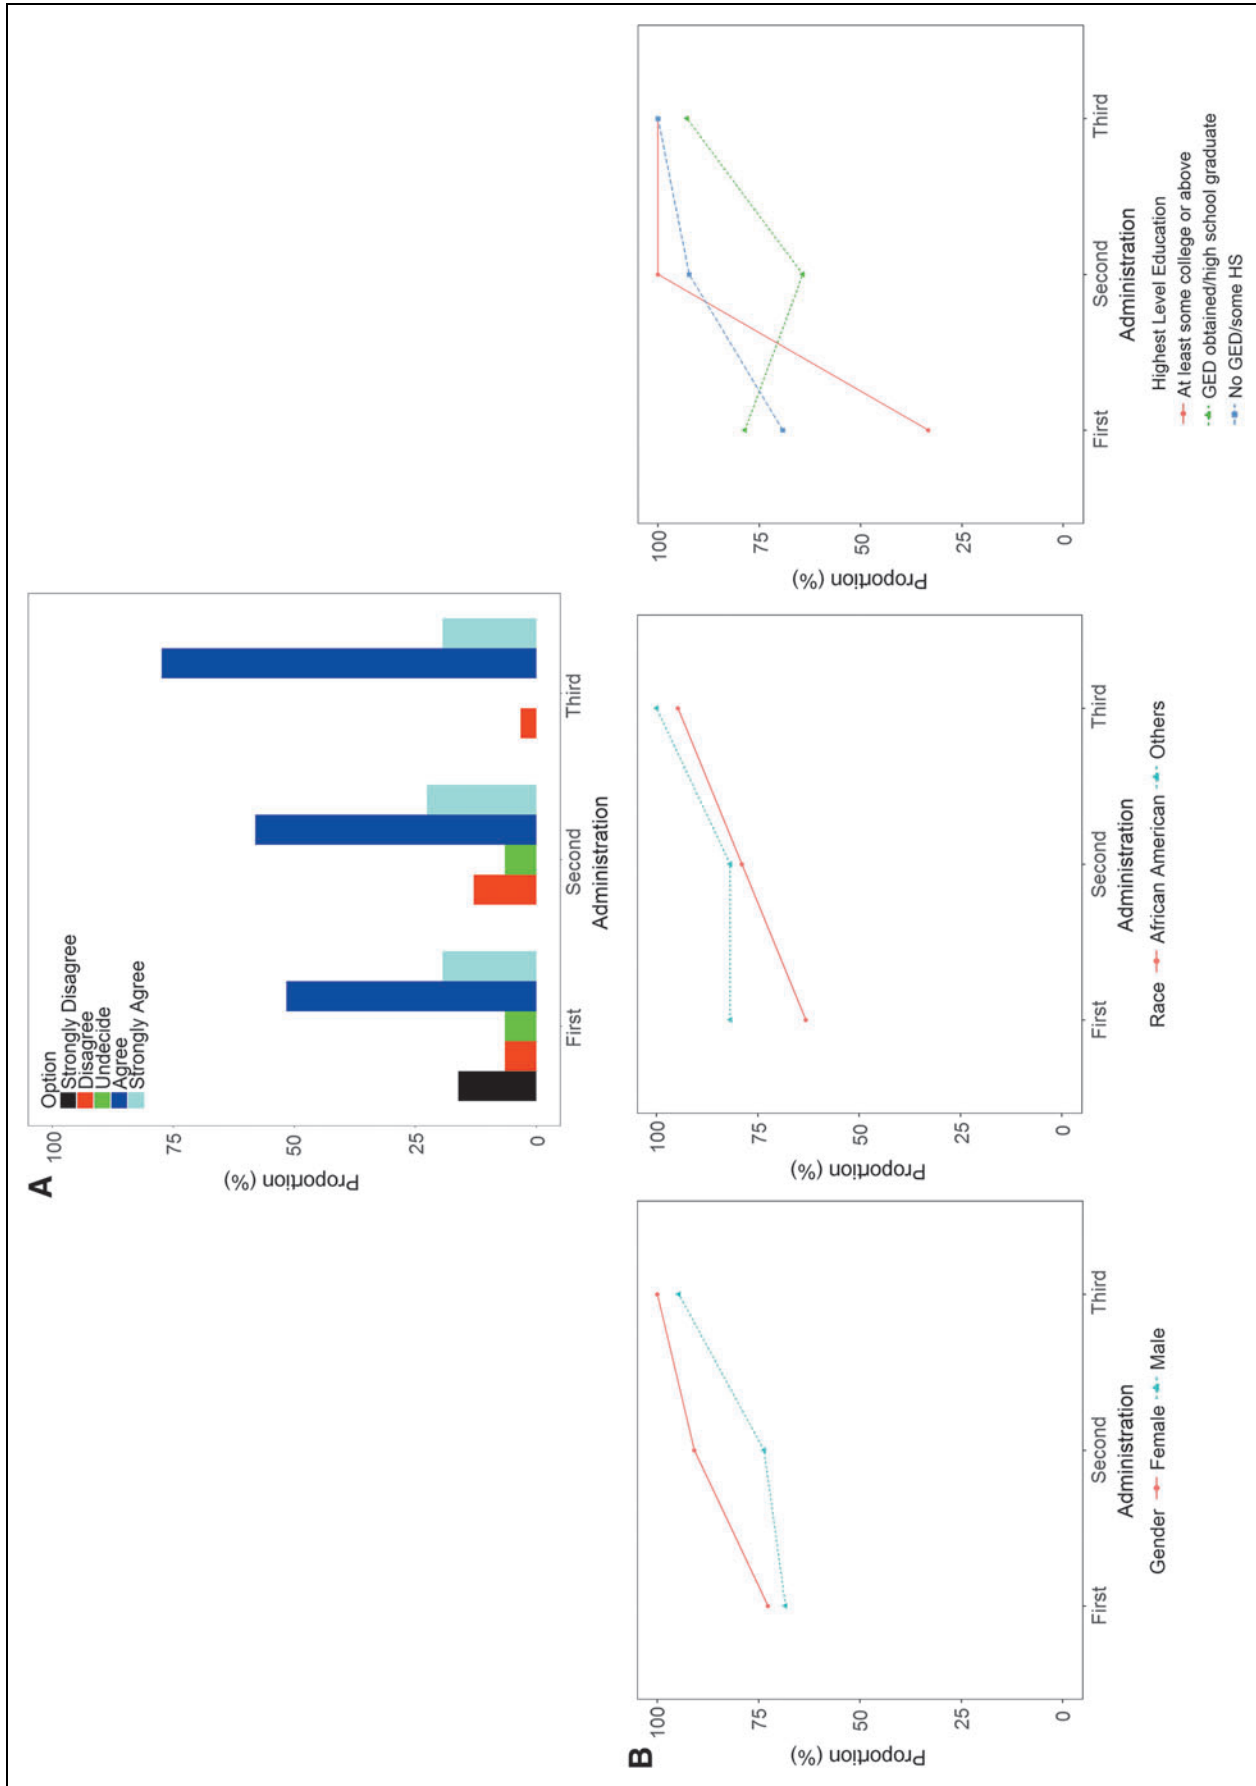 A
Option
Strongly Disagree
Disagree
Undecide
Agree
Strongly Agree
100
75
50
25
0
Proportion (%)
First
Second
Third
Administration
B
100
75
50
25
0
Proportion (%)
First
Second
Third
Administration
Gender Female Male
100
75
50
25
0
Proportion (%)
First
Second
Third
Administration
Race African American Others
100
75
50
25
0
Proportion (%)
First
Second
Third
Administration
Highest Level Education
At least some college or above
GED obtained/high school graduate
No GED/some HS